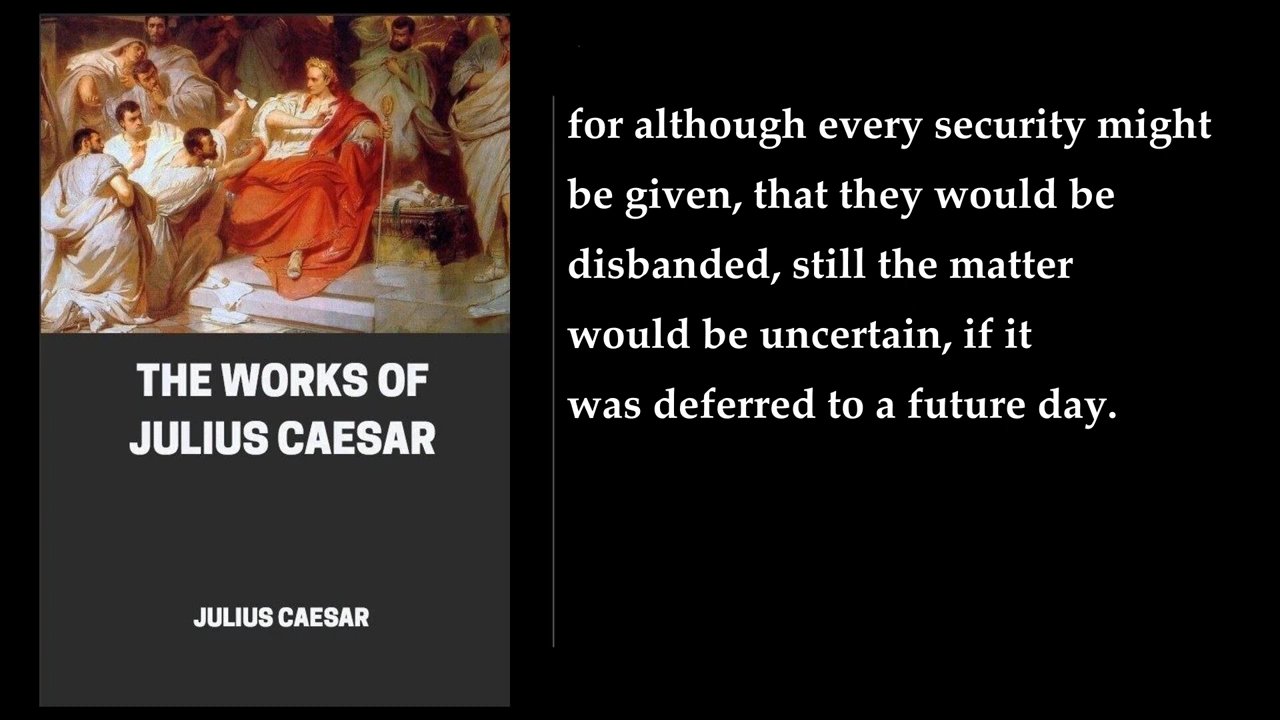 THE WORKS OF
JULIUS CAESAR
JULIUS CAESAR
for although every security might
be given, that they would be
disbanded, still the matter
would be uncertain, if it
was deferred to a future day.